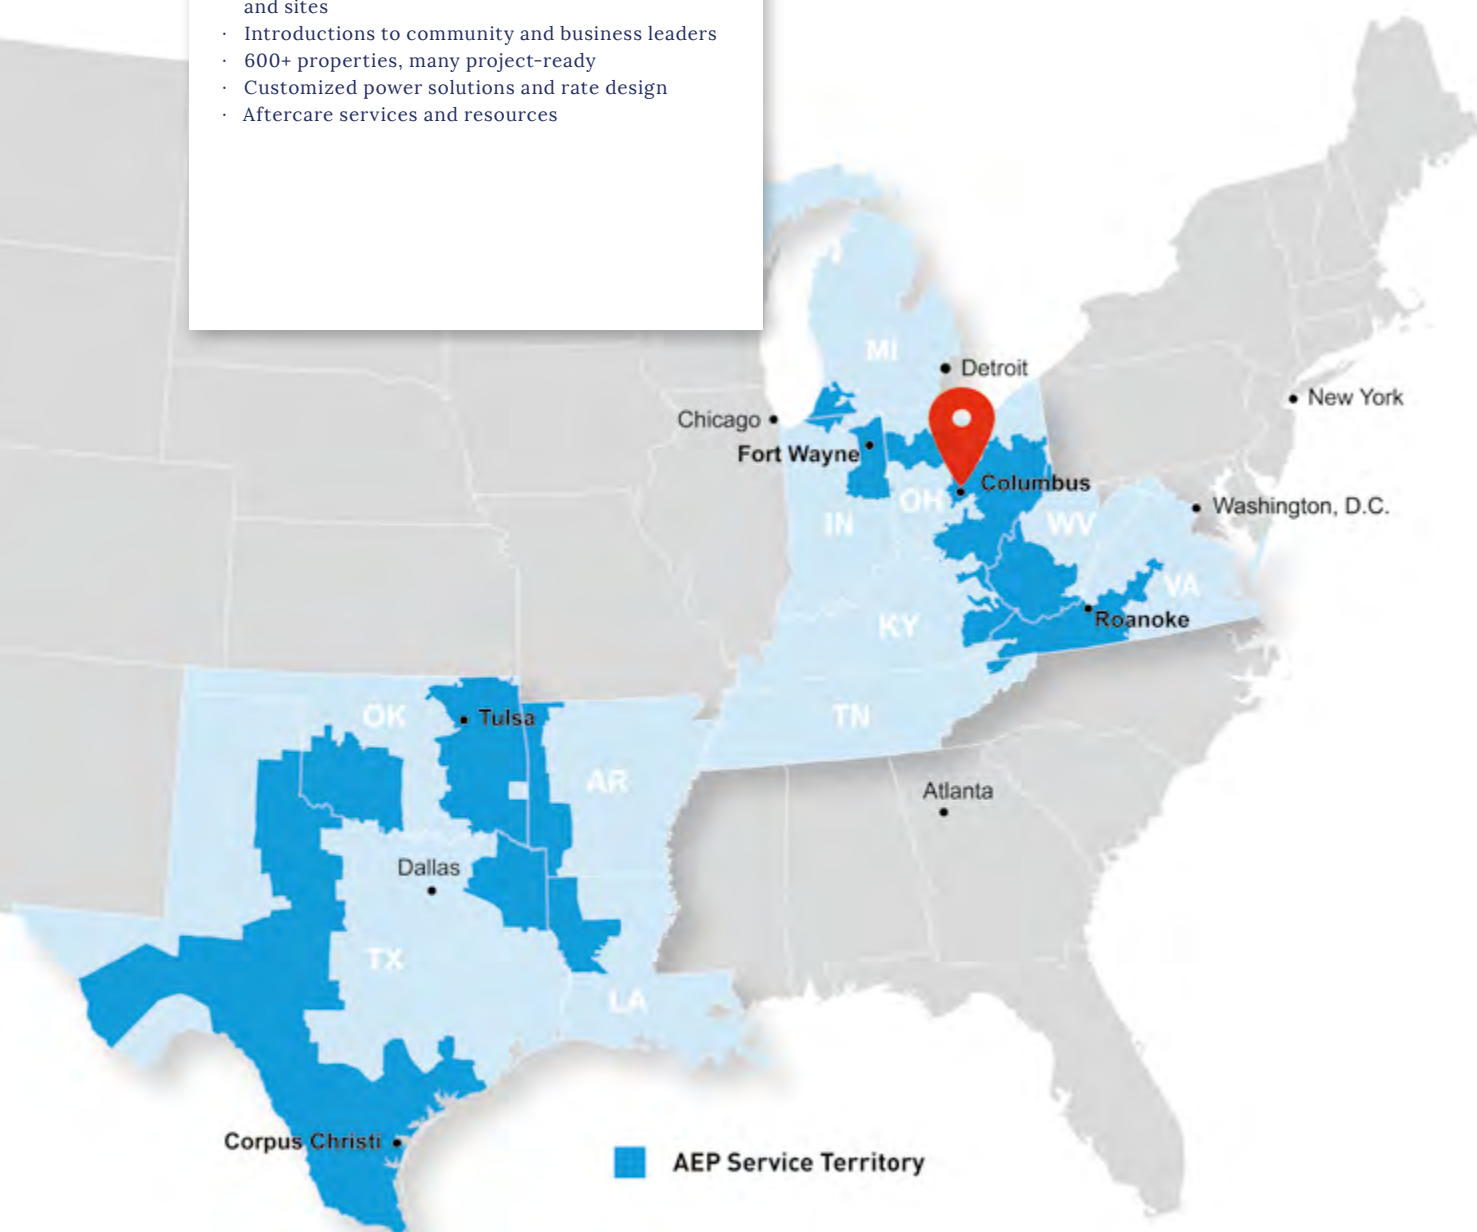 and sites
· Introductions to community and business leaders
· 600+ properties, many project-ready
· Customized power solutions and rate design
· Aftercare services and resources
MI
Detroit
New York
Chicago
Fort Wayne
Columbus
OH
Washington, D.C.
IN
WV
VA
Roanoke
KY
OK
Tulsa
TN
AR
Atlanta
Dallas
TX
LA
Corpus Christi
AEP Service Territory